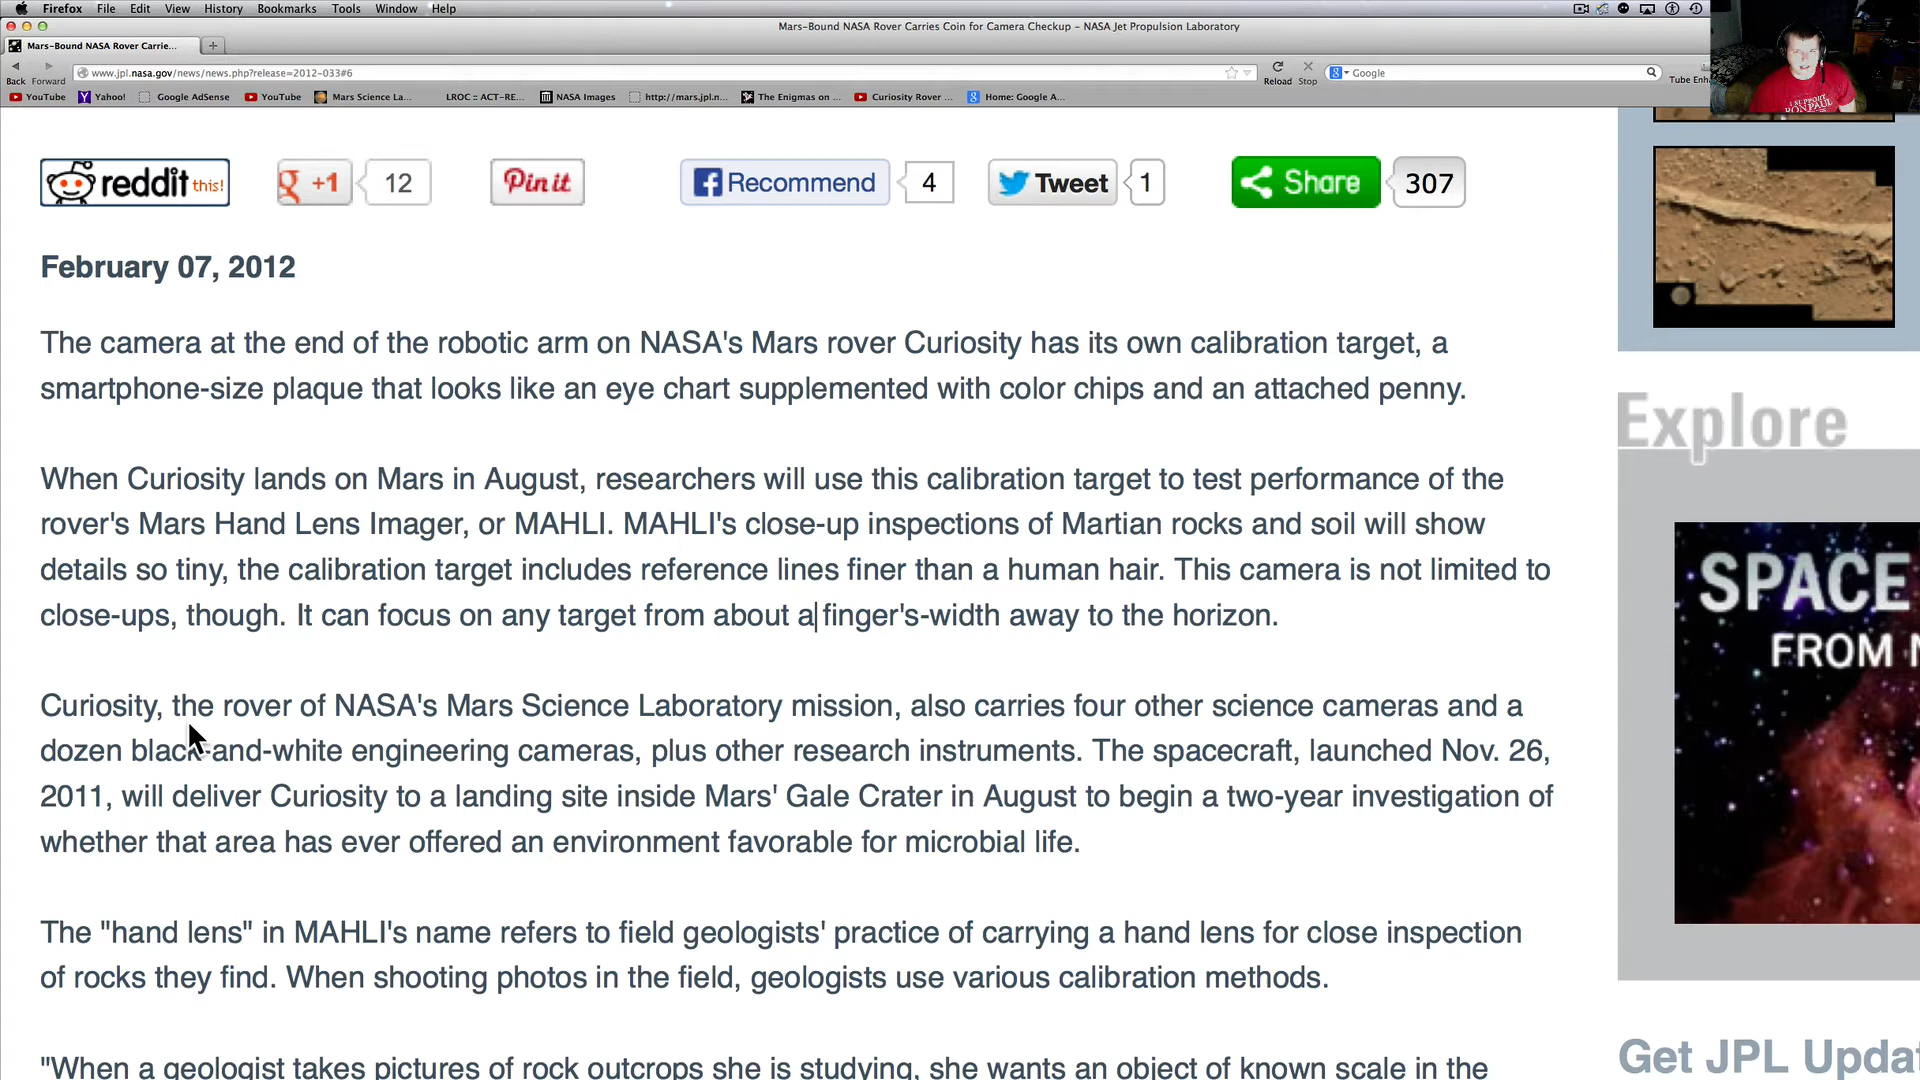 Firefox File Edit View History Bookmarks Tools Window Help
Mars-Bound NASA Rover Carries Coin for Camera Checkup - NASA Jet Propulsion Laboratory
Mars-Bound NASA Rover Carrie...
Back Forward www.jpl.nasa.gov/news/news.php?release=2012-033#6 Reload Stop Google Tube Enh
YouTube Yahoo! Google AdSense YouTube Mars Science La... LROC :: ACT-RE... NASA Images http://mars.jpl.n... The Enigmas on ... Curiosity Rover ... Home: Google A...
I SUPPORT
RON PAUL
reddit this! g +1 12 Pin it Recommend 4 Tweet 1 Share 307
February 07, 2012
The camera at the end of the robotic arm on NASA's Mars rover Curiosity has its own calibration target, a
smartphone-size plaque that looks like an eye chart supplemented with color chips and an attached penny.
When Curiosity lands on Mars in August, researchers will use this calibration target to test performance of the
rover's Mars Hand Lens Imager, or MAHLI. MAHLI's close-up inspections of Martian rocks and soil will show
details so tiny, the calibration target includes reference lines finer than a human hair. This camera is not limited to
close-ups, though. It can focus on any target from about a finger's-width away to the horizon.
Curiosity, the rover of NASA's Mars Science Laboratory mission, also carries four other science cameras and a
dozen black-and-white engineering cameras, plus other research instruments. The spacecraft, launched Nov. 26,
2011, will deliver Curiosity to a landing site inside Mars' Gale Crater in August to begin a two-year investigation of
whether that area has ever offered an environment favorable for microbial life.
The "hand lens" in MAHLI's name refers to field geologists' practice of carrying a hand lens for close inspection
of rocks they find. When shooting photos in the field, geologists use various calibration methods.
"When a geologist takes pictures of rock outcrops she is studying, she wants an object of known scale in the
Explore
SPACE
FROM N
Get JPL Upda